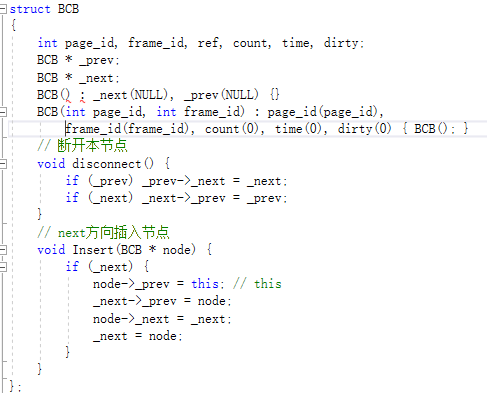 struct BCB
{
    int page_id, frame_id, ref, count, time, dirty;
    BCB * _prev;
    BCB * _next;
    BCB() : _next(NULL), _prev(NULL) {}
    BCB(int page_id, int frame_id) : page_id(page_id),
        frame_id(frame_id), count(0), time(0), dirty(0) { BCB(); }
    // 断开本节点
    void disconnect() {
        if (_prev) _prev->_next = _next;
        if (_next) _next->_prev = _prev;
    }
    // next方向插入节点
    void Insert(BCB * node) {
        if (_next) {
            node->_prev = this; // this
            _next->_prev = node;
            node->_next = _next;
            _next = node;
        }
    }
};